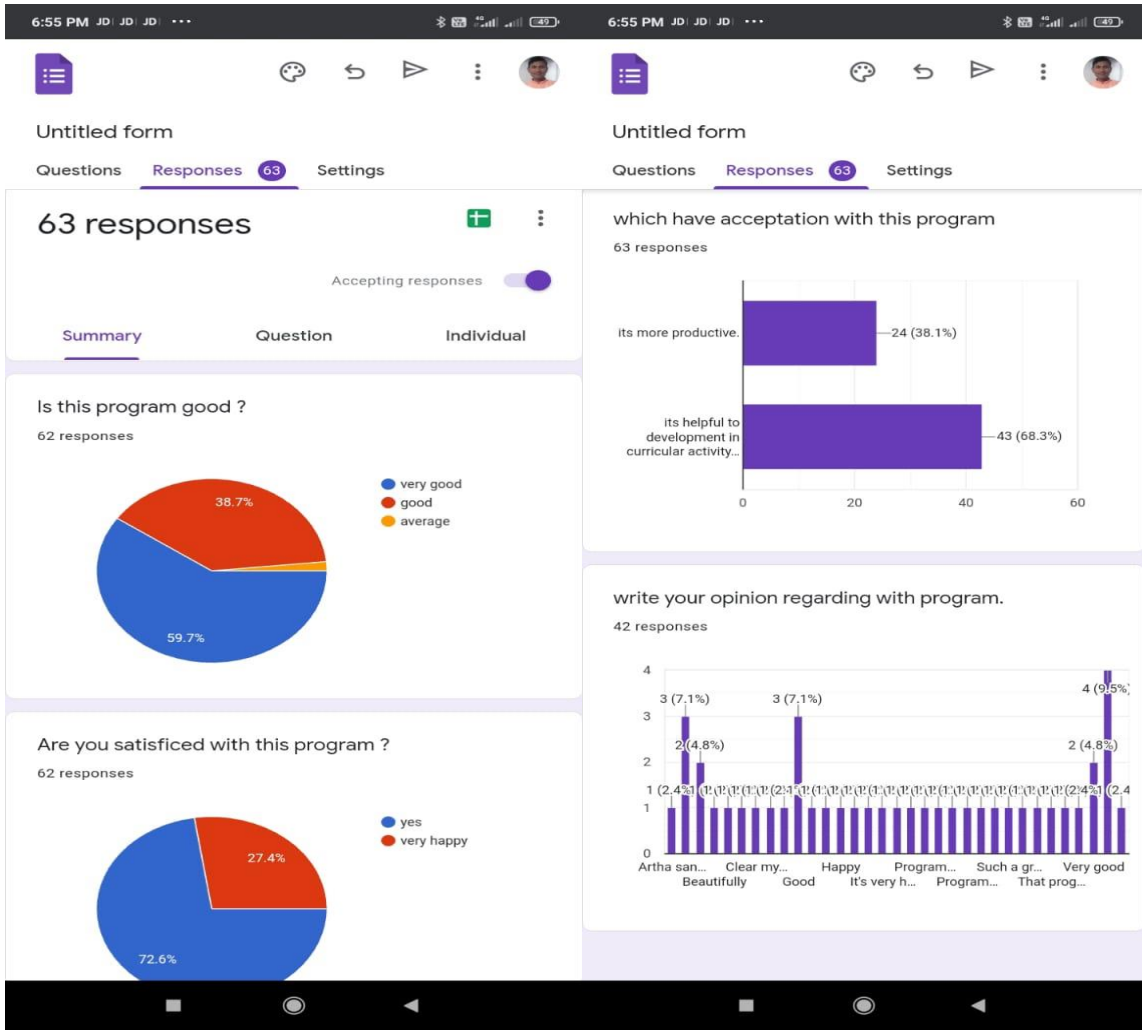 6:55 PM JD JD JD ...
4G 49
Untitled form
Questions Responses 63 Settings
63 responses
Accepting responses
Summary Question Individual
Is this program good ?
62 responses
very good
good
average
38.7%
59.7%
Are you satisficed with this program ?
62 responses
yes
very happy
27.4%
72.6%
6:55 PM JD JD JD ...
4G 49
Untitled form
Questions Responses 63 Settings
which have acceptation with this program
63 responses
its more productive.
24 (38.1%)
its helpful to
development in
curricular activity...
43 (68.3%)
0 20 40 60
write your opinion regarding with program.
42 responses
4
3
2
1
0
3 (7.1%) 3 (7.1%) 4 (9.5%)
2 (4.8%) 2 (4.8%)
1 (2.4%)
Artha san... Clear my... Happy Program... Such a gr... Very good
Beautifully Good It's very h... Program... That prog...